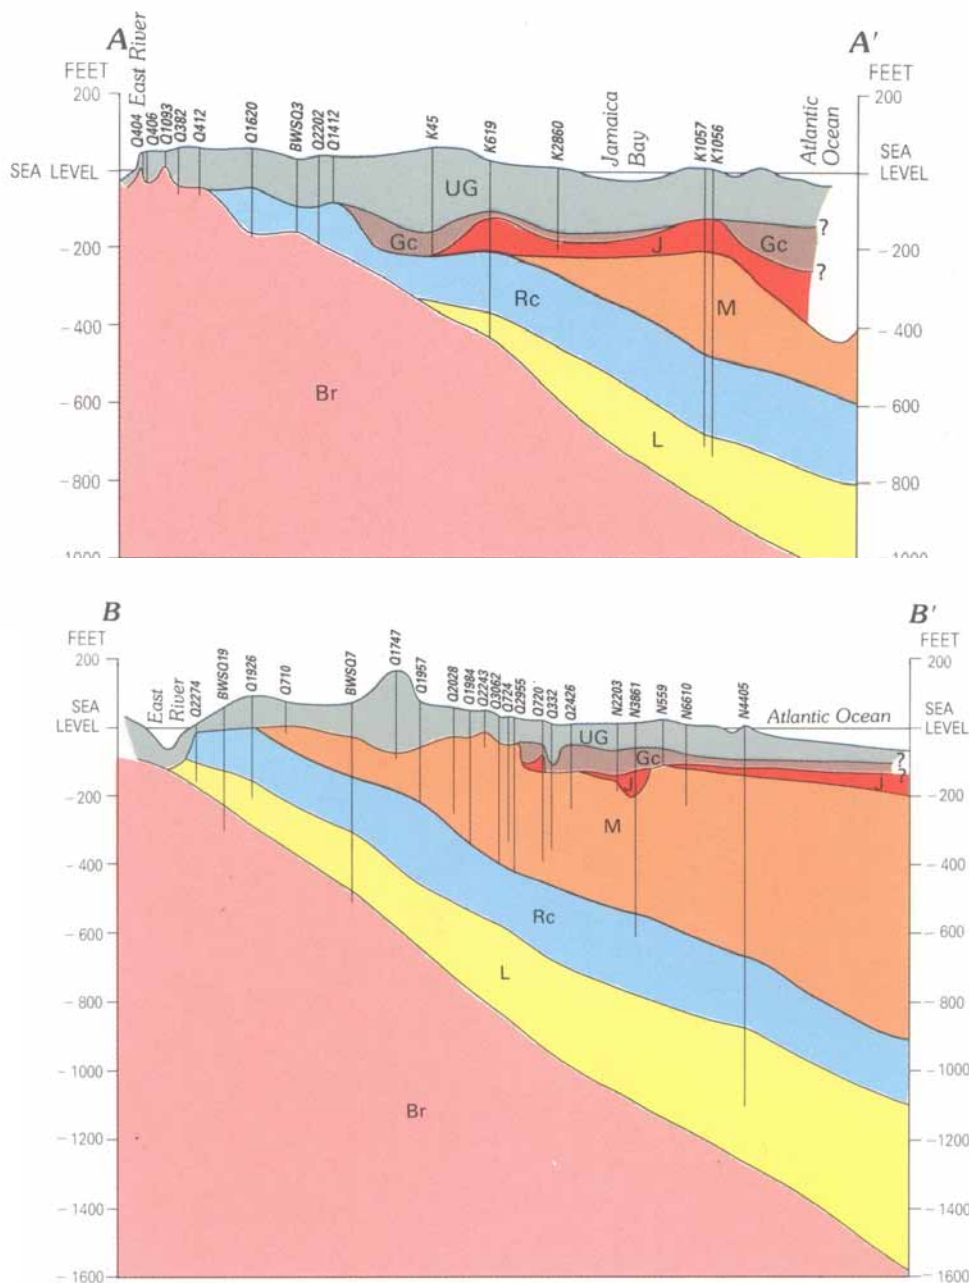 A
A'
FEET
East River
FEET
200
Q404
Q406
Q1093
Q382
Q412
Q1620
BWSQ3
Q2202
Q1412
K45
K619
K2860
Jamaica
Bay
K1057
K1056
Atlantic
Ocean
200
SEA LEVEL
SEA
LEVEL
UG
Gc
J
Gc
?
?
-200
-200
Rc
M
-400
-400
Br
-600
-600
L
-800
-800
1000
1000
B
B'
FEET
FEET
200
200
SEA
LEVEL
East
River
Q2274
BWSQ19
Q1926
Q710
BWSQ7
Q1747
Q1957
Q2028
Q1984
Q2243
Q3062
Q724
Q2955
Q720
Q332
Q2426
N2203
N3861
N559
N6510
N4405
Atlantic Ocean
SEA
LEVEL
UG
Gc
?
?
J
J
-200
-200
M
-400
-400
Rc
-600
-600
L
-800
-800
-1000
-1000
Br
-1200
-1200
-1400
-1400
-1600
-1600